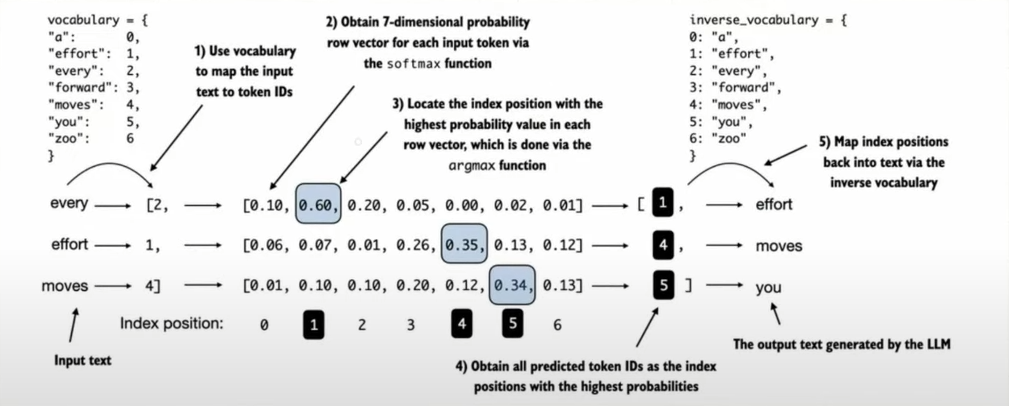 vocabulary = {
"a": 0,
"effort": 1,
"every": 2,
"forward": 3,
"moves": 4,
"you": 5,
"zoo": 6
}
1) Use vocabulary
to map the input
text to token IDs
2) Obtain 7-dimensional probability
row vector for each input token via
the softmax function
3) Locate the index position with the
highest probability value in each
row vector, which is done via the
argmax function
inverse_vocabulary = {
0: "a",
1: "effort",
2: "every",
3: "forward",
4: "moves",
5: "you",
6: "zoo"
}
5) Map index positions
back into text via the
inverse vocabulary
every [2, [0.10, 0.60, 0.20, 0.05, 0.00, 0.02, 0.01] [ 1 , effort
effort 1, [0.06, 0.07, 0.01, 0.26, 0.35, 0.13, 0.12] 4 , moves
moves 4] [0.01, 0.10, 0.10, 0.20, 0.12, 0.34, 0.13] 5 ] you
Index position: 0 1 2 3 4 5 6
Input text
4) Obtain all predicted token IDs as the index
positions with the highest probabilities
The output text generated by the LLM